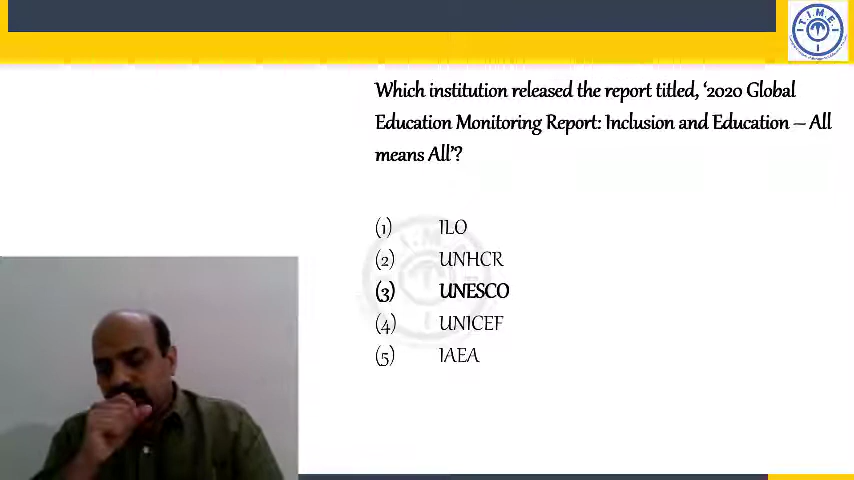 I.T.I.M.E.I
Which institution released the report titled, ‘2020 Global
Education Monitoring Report: Inclusion and Education – All
means All’?
(1) ILO
(2) UNHCR
(3) UNESCO
(4) UNICEF
(5) IAEA